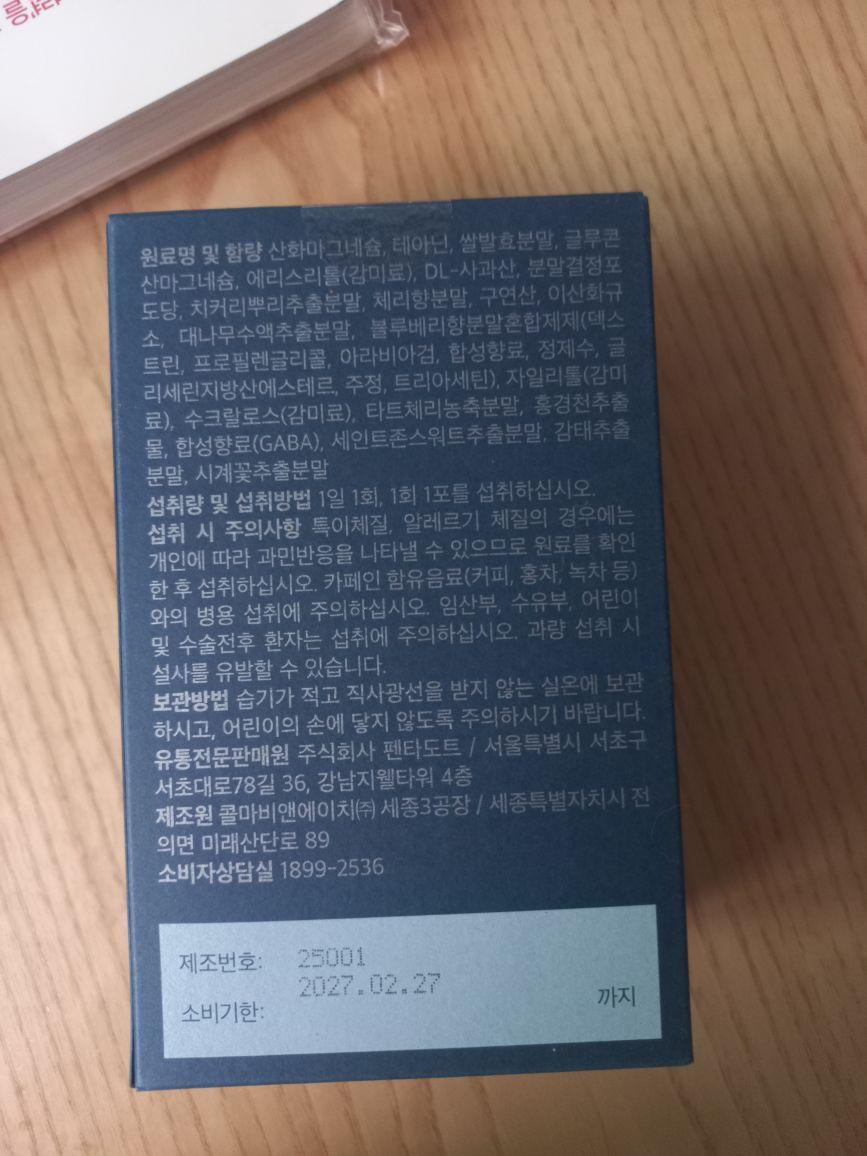 원료명 및 함량 산화마그네슘, 테아닌, 쌀발효분말, 글루콘
산마그네슘, 에리스리톨(감미료), DL-사과산, 분말결정포
도당, 치커리뿌리추출분말, 체리향분말, 구연산, 이산화규
소, 대나무수액추출분말, 블루베리향분말혼합제제(덱스
트린, 프로필렌글리콜, 아라비아검, 합성향료, 정제수, 글
리세린지방산에스테르, 주정, 트리아세틴), 자일리톨(감미
료), 수크랄로스(감미료), 타트체리농축분말, 홍경천추출
물, 합성향료(GABA), 세인트존스워트추출분말, 감태추출
분말, 시계꽃추출분말
섭취량 및 섭취방법 1일 1회, 1회 1포를 섭취하십시오.
섭취 시 주의사항 특이체질, 알레르기 체질의 경우에는
개인에 따라 과민반응을 나타낼 수 있으므로 원료를 확인
한 후 섭취하십시오. 카페인 함유음료(커피, 홍차, 녹차 등)
와의 병용 섭취에 주의하십시오. 임산부, 수유부, 어린이
및 수술전후 환자는 섭취에 주의하십시오. 과량 섭취 시
설사를 유발할 수 있습니다.
보관방법 습기가 적고 직사광선을 받지 않는 실온에 보관
하시고, 어린이의 손에 닿지 않도록 주의하시기 바랍니다.
유통전문판매원 주식회사 펜타도트 / 서울특별시 서초구
서초대로78길 36, 강남지웰타워 4층
제조원 콜마비앤에이치㈜ 세종3공장 / 세종특별자치시 전
의면 미래산단로 89
소비자상담실 1899-2536
제조번호: 25001
2027.02.27
소비기한: 까지